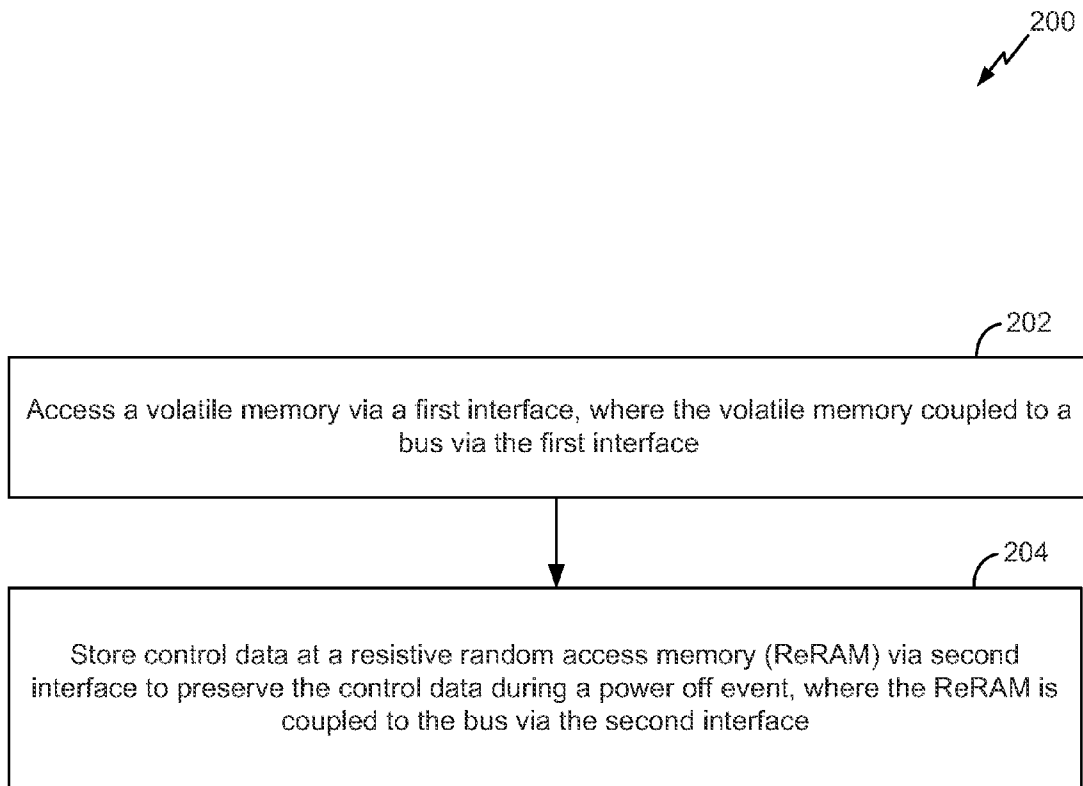 200
202
Access a volatile memory via a first interface, where the volatile memory coupled to a
bus via the first interface
204
Store control data at a resistive random access memory (ReRAM) via second
interface to preserve the control data during a power off event, where the ReRAM is
coupled to the bus via the second interface